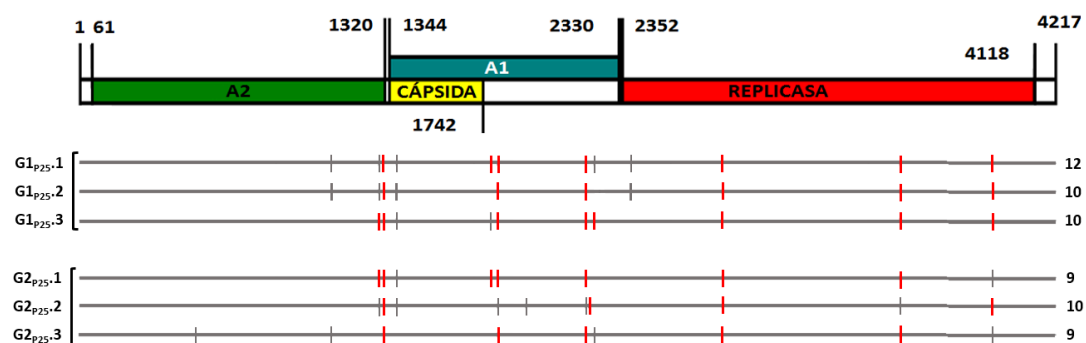 1 61 1320 1344 2330 2352 4118 4217
A1
A2 CÁPSIDA REPLICASA
1742
G1P25.1 12
G1P25.2 10
G1P25.3 10
G2P25.1 9
G2P25.2 10
G2P25.3 9